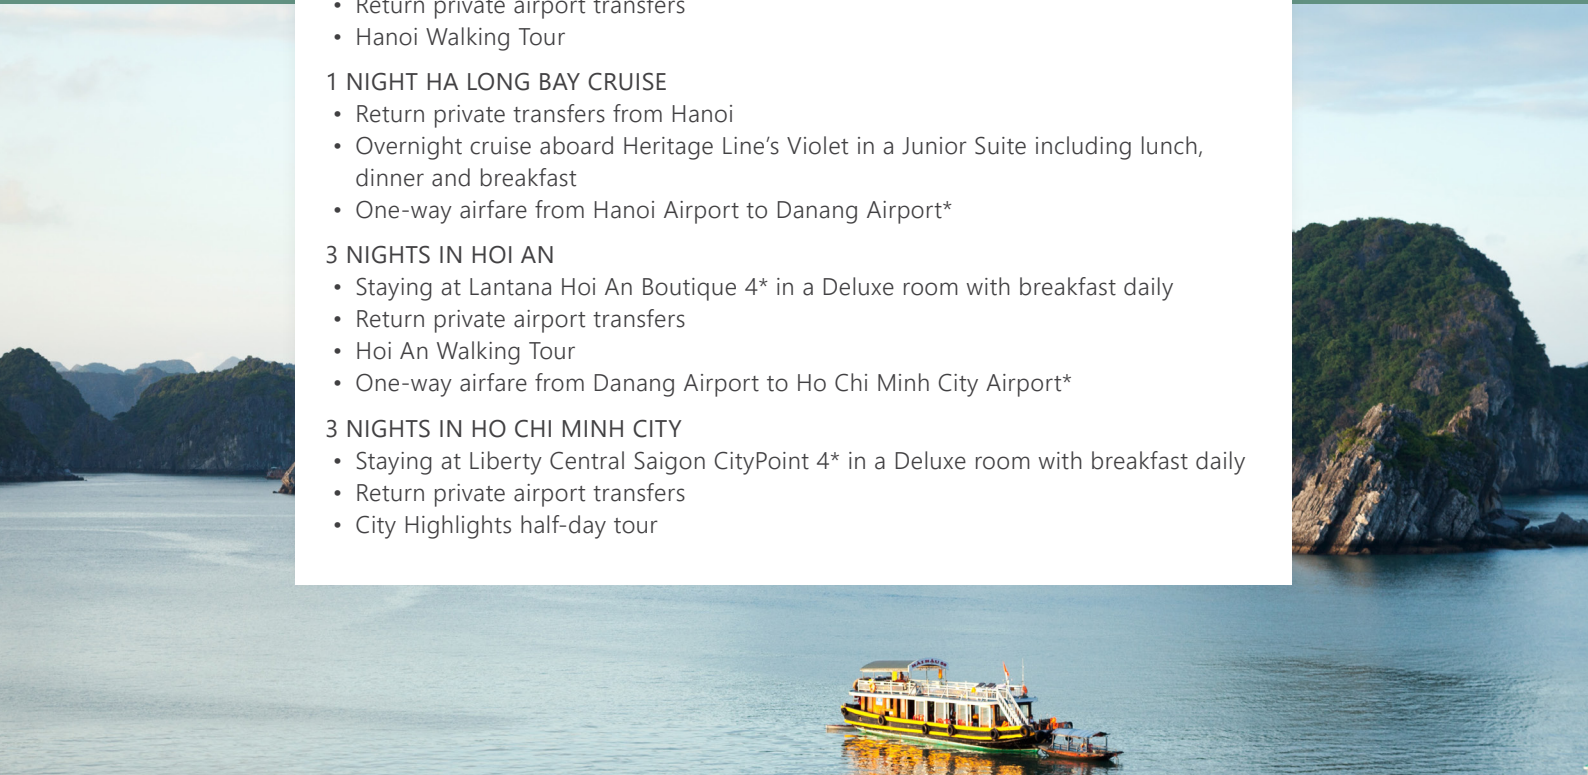 • Return private airport transfers
• Hanoi Walking Tour
1 NIGHT HA LONG BAY CRUISE
• Return private transfers from Hanoi
• Overnight cruise aboard Heritage Line’s Violet in a Junior Suite including lunch,
dinner and breakfast
• One-way airfare from Hanoi Airport to Danang Airport*
3 NIGHTS IN HOI AN
• Staying at Lantana Hoi An Boutique 4* in a Deluxe room with breakfast daily
• Return private airport transfers
• Hoi An Walking Tour
• One-way airfare from Danang Airport to Ho Chi Minh City Airport*
3 NIGHTS IN HO CHI MINH CITY
• Staying at Liberty Central Saigon CityPoint 4* in a Deluxe room with breakfast daily
• Return private airport transfers
• City Highlights half-day tour